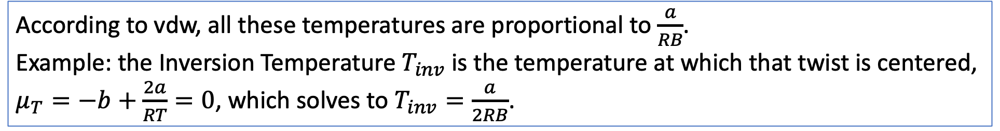 According to vdw, all these temperatures are proportional to $\frac{a}{RB}$.
Example: the Inversion Temperature $T_{inv}$ is the temperature at which that twist is centered,
$\mu_T = -b + \frac{2a}{RT} = 0$, which solves to $T_{inv} = \frac{a}{2RB}$.